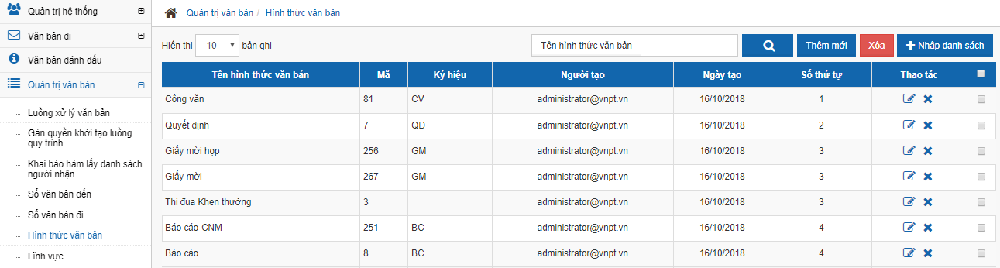 Quản trị hệ thống
Văn bản đi
Văn bản đánh dấu
Quản trị văn bản
Luồng xử lý văn bản
Gán quyền khởi tạo luồng
quy trình
Khai báo hàm lấy danh sách
người nhận
Sổ văn bản đến
Sổ văn bản đi
Hình thức văn bản
Lĩnh vực
Quản trị văn bản / Hình thức văn bản
Hiển thị 10 bản ghi
Tên hình thức văn bản Thêm mới Xóa Nhập danh sách
Tên hình thức văn bản Mã Ký hiệu Người tạo Ngày tạo Số thứ tự Thao tác
Công văn 81 CV administrator@vnpt.vn 16/10/2018 1
Quyết định 7 QĐ administrator@vnpt.vn 16/10/2018 2
Giấy mời họp 256 GM administrator@vnpt.vn 16/10/2018 3
Giấy mời 267 GM administrator@vnpt.vn 16/10/2018 3
Thi đua Khen thưởng 3 administrator@vnpt.vn 16/10/2018 3
Báo cáo-CNM 251 BC administrator@vnpt.vn 16/10/2018 4
Báo cáo 8 BC administrator@vnpt.vn 16/10/2018 4